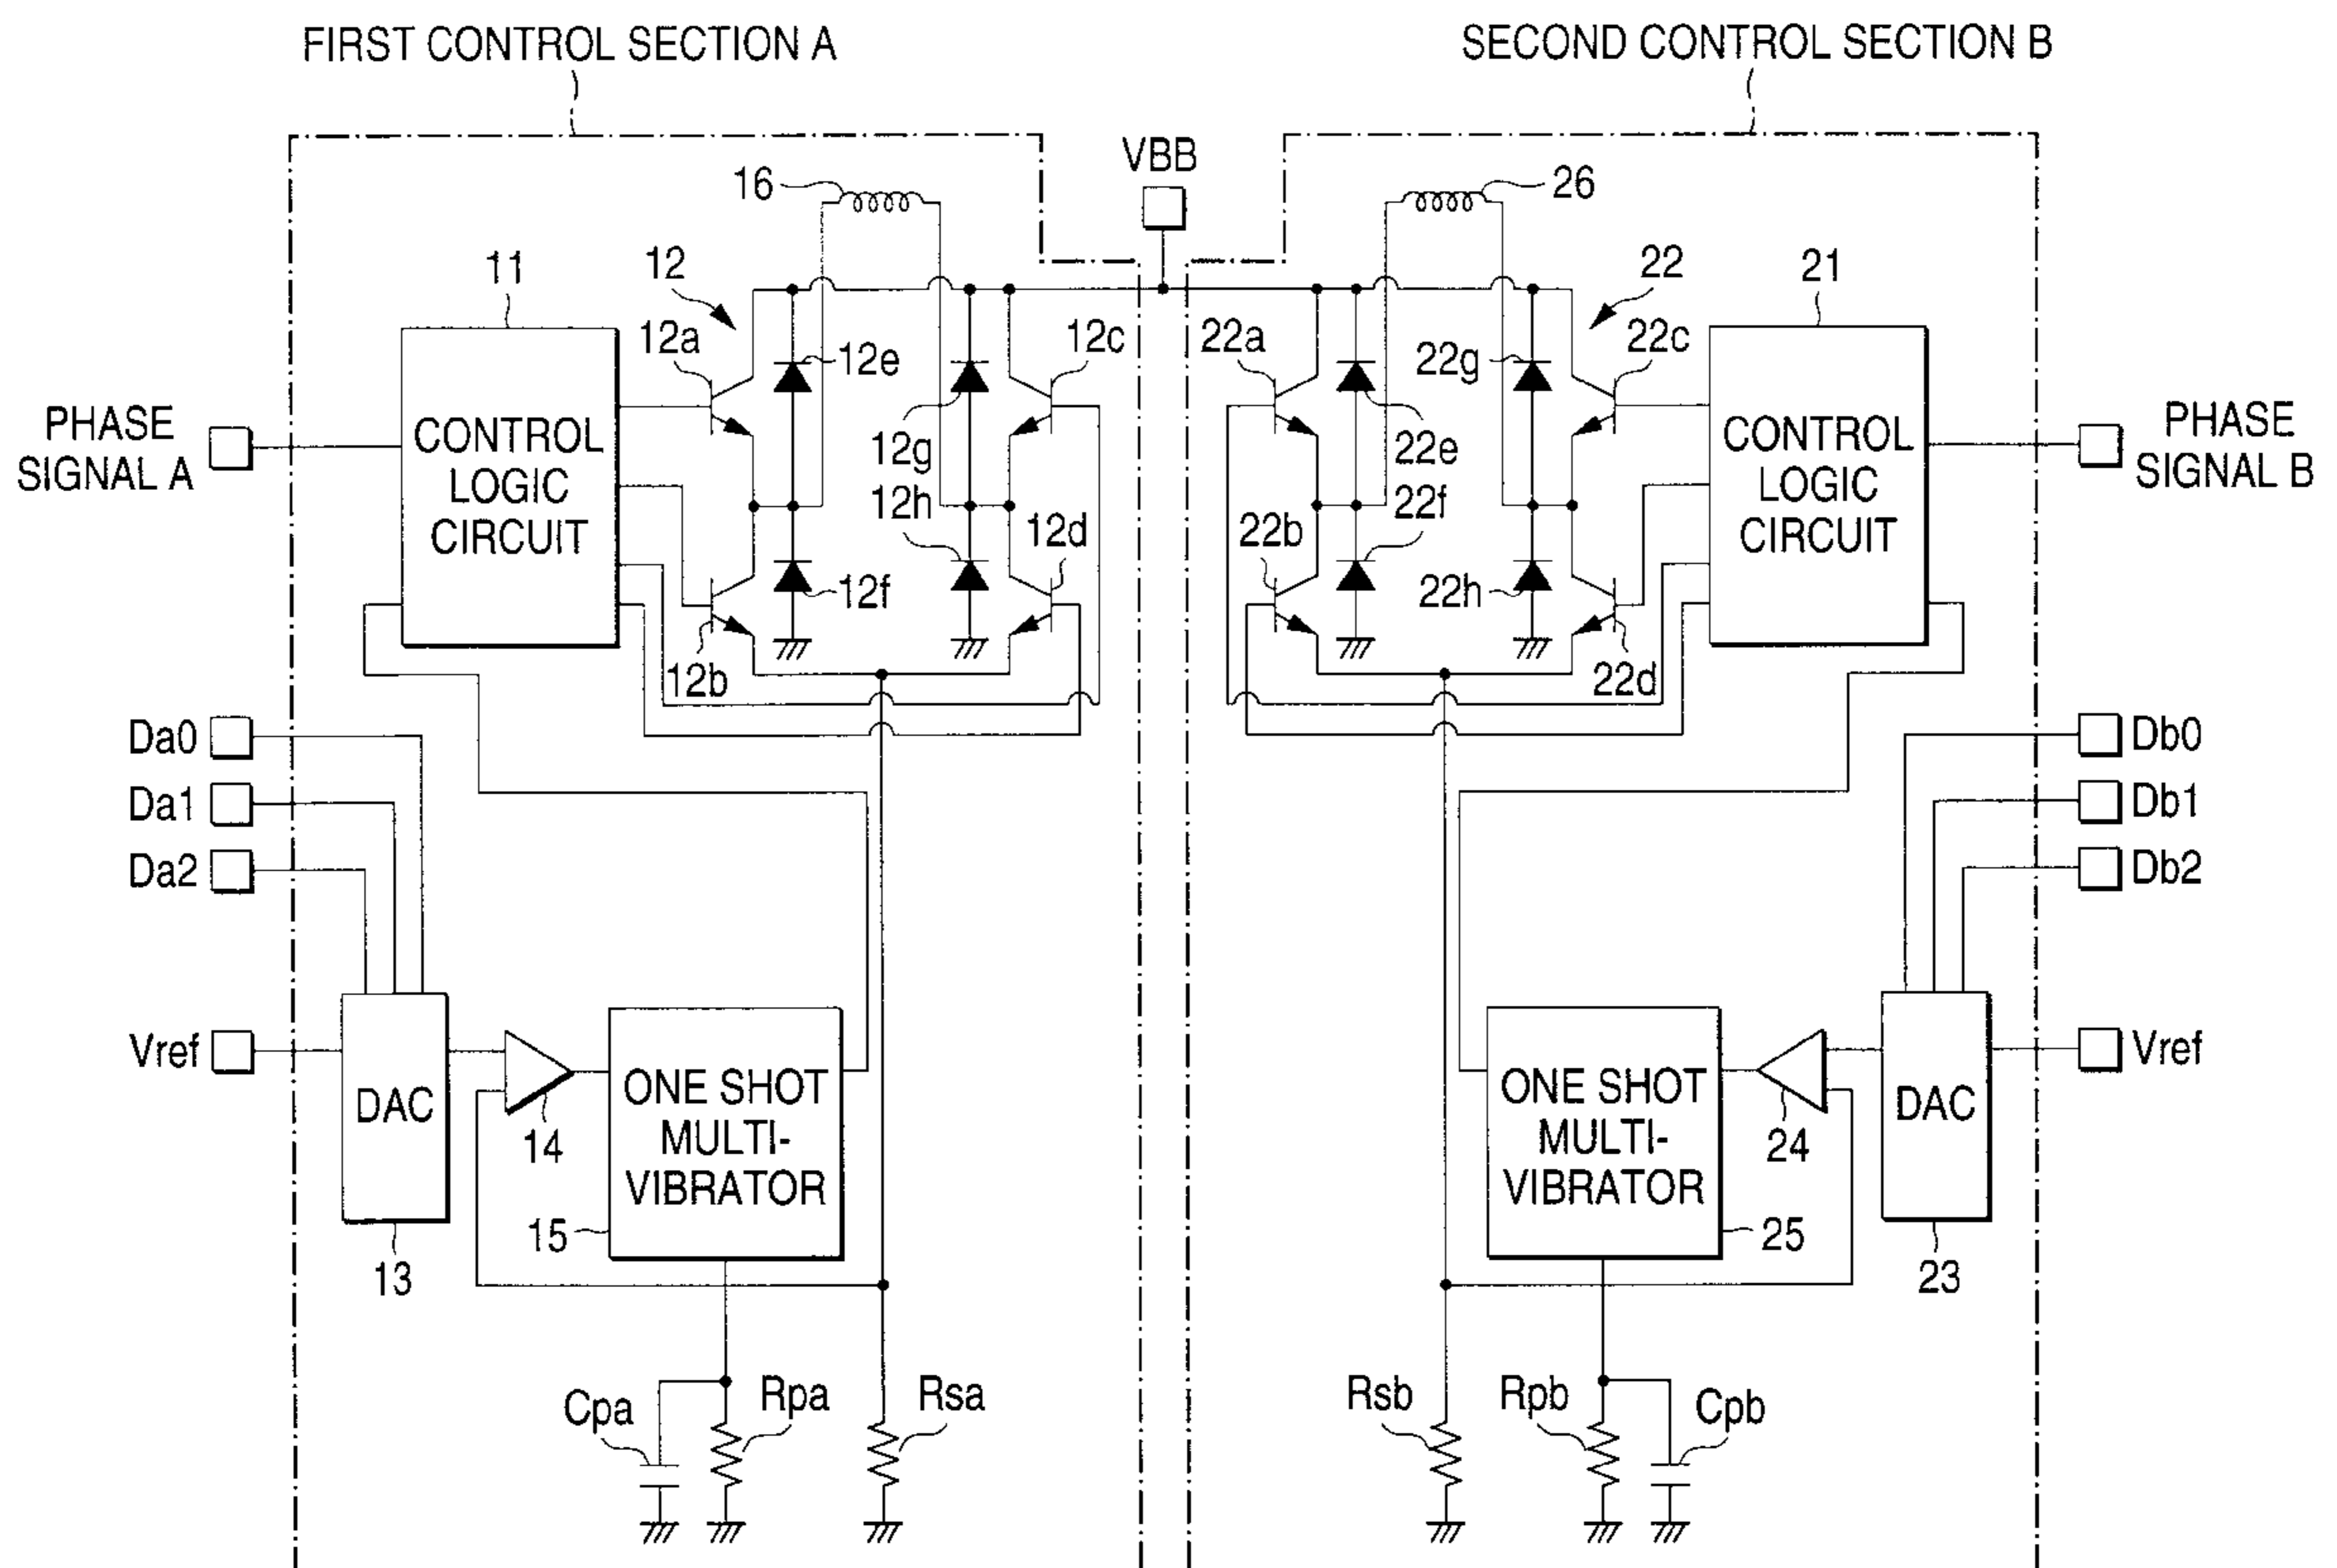 FIRST CONTROL SECTION A
SECOND CONTROL SECTION B
VBB
16
26
11
12
22
21
12a
12e
12c
22a
22g
22c
PHASE
SIGNAL A
CONTROL
LOGIC
CIRCUIT
12g
22e
CONTROL
LOGIC
CIRCUIT
PHASE
SIGNAL B
12h
12d
22b
22f
12f
22h
12b
22d
Da0
Db0
Da1
Db1
Da2
Db2
Vref
DAC
14
ONE SHOT
MULTI-
VIBRATOR
ONE SHOT
MULTI-
VIBRATOR
24
DAC
Vref
13
15
25
23
Cpa
Rpa
Rsa
Rsb
Rpb
Cpb